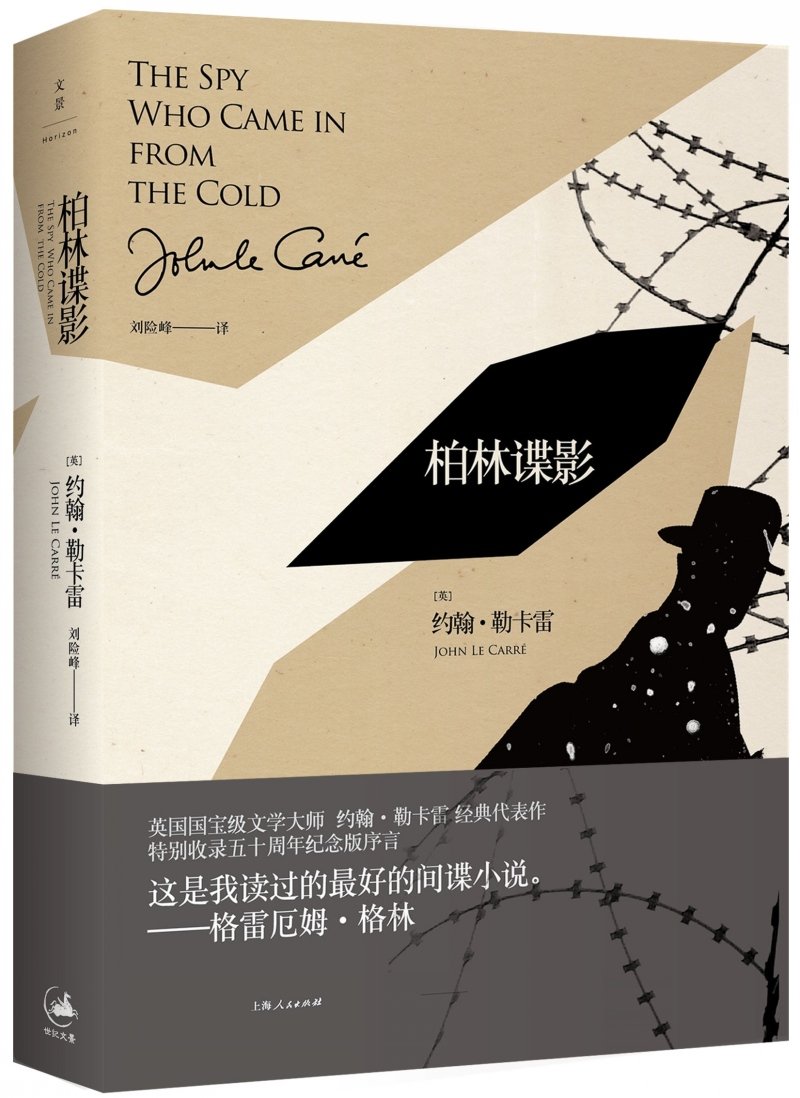 文景
Horizon
柏林谍影
THE SPY WHO CAME IN
FROM THE COLD
[英]
约翰·勒卡雷
JOHN LE CARRÉ
刘险峰——译
世纪文景
THE SPY
WHO CAME IN
FROM
THE COLD
John le Carré
刘险峰——译
柏林谍影
[英]
约翰·勒卡雷
JOHN LE CARRÉ
英国国宝级文学大师 约翰·勒卡雷 经典代表作
特别收录五十周年纪念版序言
这是我读过的最好的间谍小说。
——格雷厄姆·格林
上海人民出版社